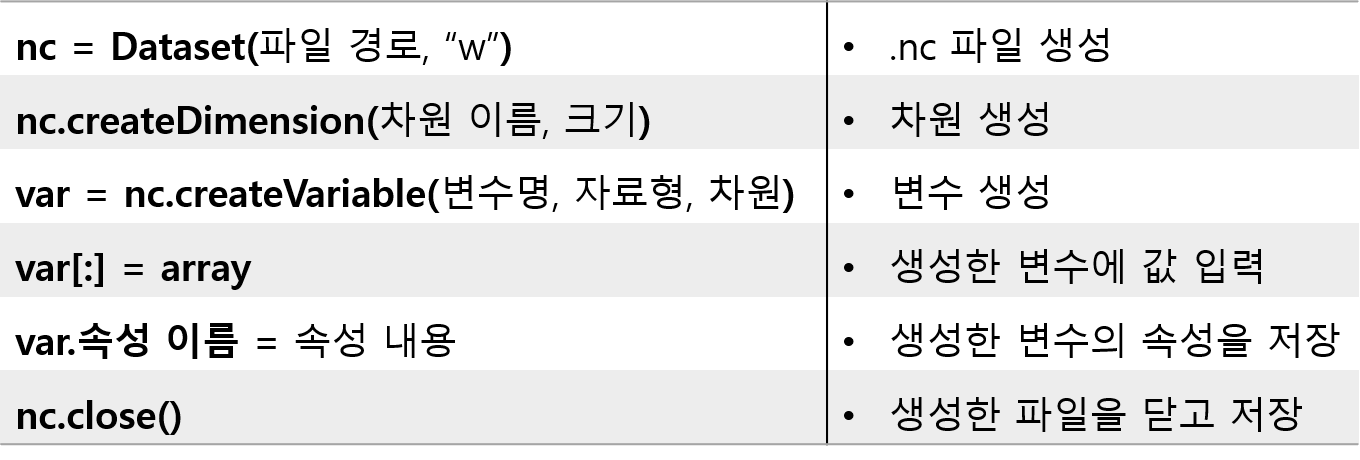 nc = Dataset(파일 경로, “w”)
• .nc 파일 생성
nc.createDimension(차원 이름, 크기)
• 차원 생성
var = nc.createVariable(변수명, 자료형, 차원)
• 변수 생성
var[:] = array
• 생성한 변수에 값 입력
var.속성 이름 = 속성 내용
• 생성한 변수의 속성을 저장
nc.close()
• 생성한 파일을 닫고 저장